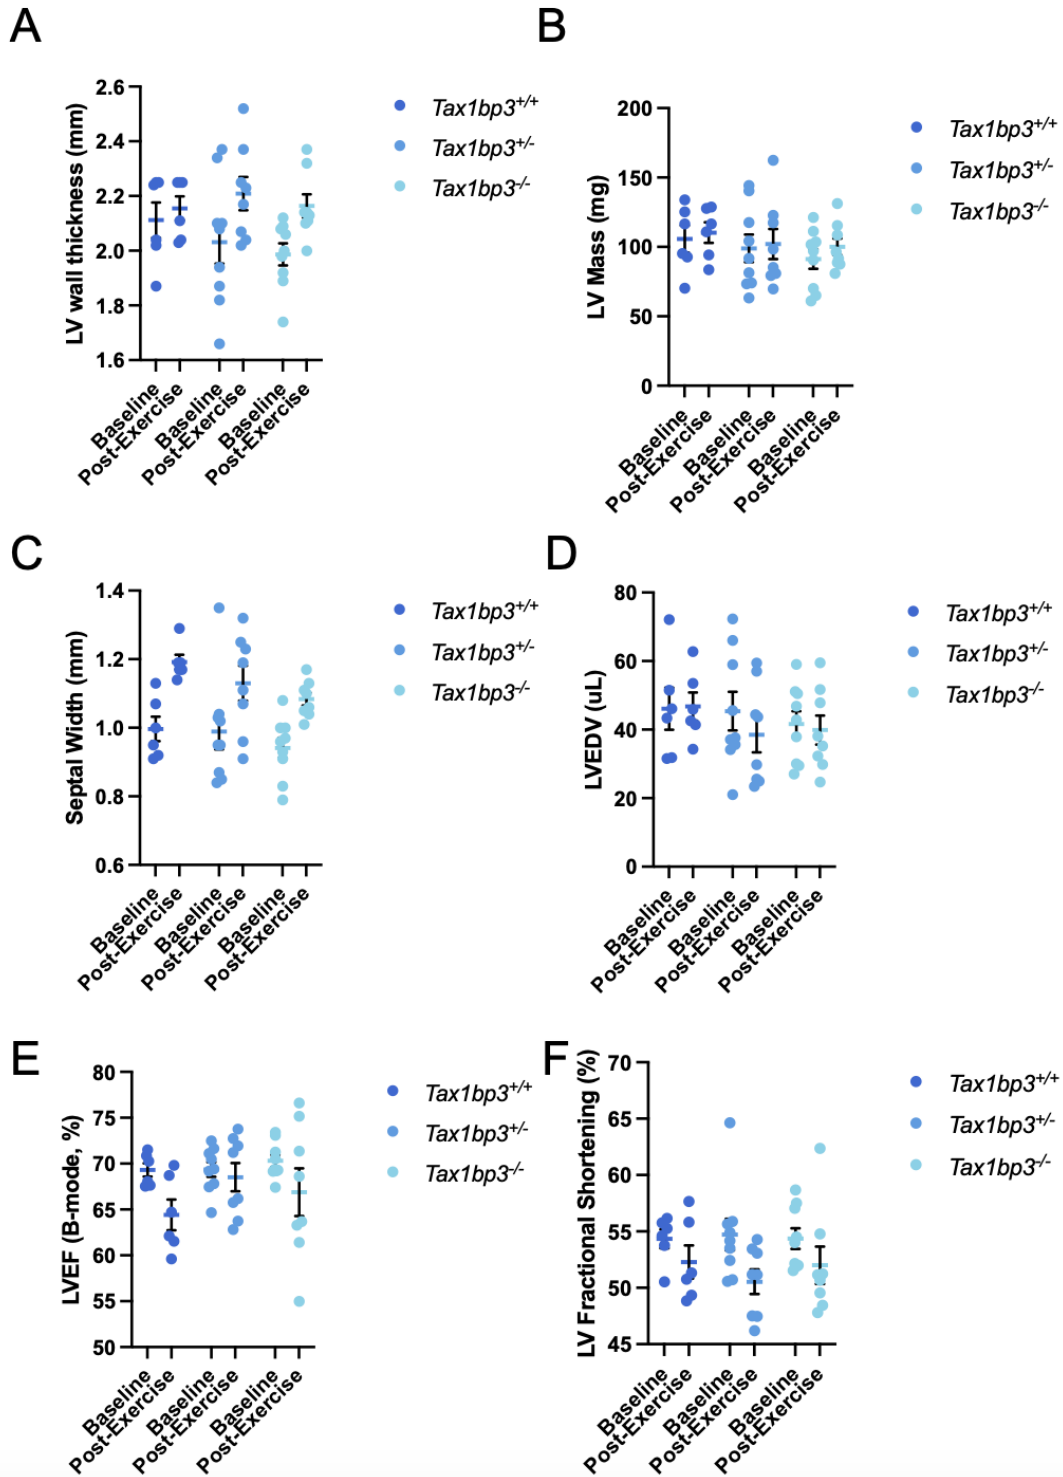 A
LV wall thickness (mm)
2.6
2.4
2.2
2.0
1.8
1.6
Baseline
Post-Exercise
Baseline
Post-Exercise
Baseline
Post-Exercise
Tax1bp3+/+
Tax1bp3+/-
Tax1bp3-/-
B
LV Mass (mg)
200
150
100
50
0
Baseline
Post-Exercise
Baseline
Post-Exercise
Baseline
Post-Exercise
Tax1bp3+/+
Tax1bp3+/-
Tax1bp3-/-
C
Septal Width (mm)
1.4
1.2
1.0
0.8
0.6
Baseline
Post-Exercise
Baseline
Post-Exercise
Baseline
Post-Exercise
Tax1bp3+/+
Tax1bp3+/-
Tax1bp3-/-
D
LVEDV (uL)
80
60
40
20
0
Baseline
Post-Exercise
Baseline
Post-Exercise
Baseline
Post-Exercise
Tax1bp3+/+
Tax1bp3+/-
Tax1bp3-/-
E
LVEF (B-mode, %)
80
75
70
65
60
55
50
Baseline
Post-Exercise
Baseline
Post-Exercise
Baseline
Post-Exercise
Tax1bp3+/+
Tax1bp3+/-
Tax1bp3-/-
F
LV Fractional Shortening (%)
70
65
60
55
50
45
Baseline
Post-Exercise
Baseline
Post-Exercise
Baseline
Post-Exercise
Tax1bp3+/+
Tax1bp3+/-
Tax1bp3-/-